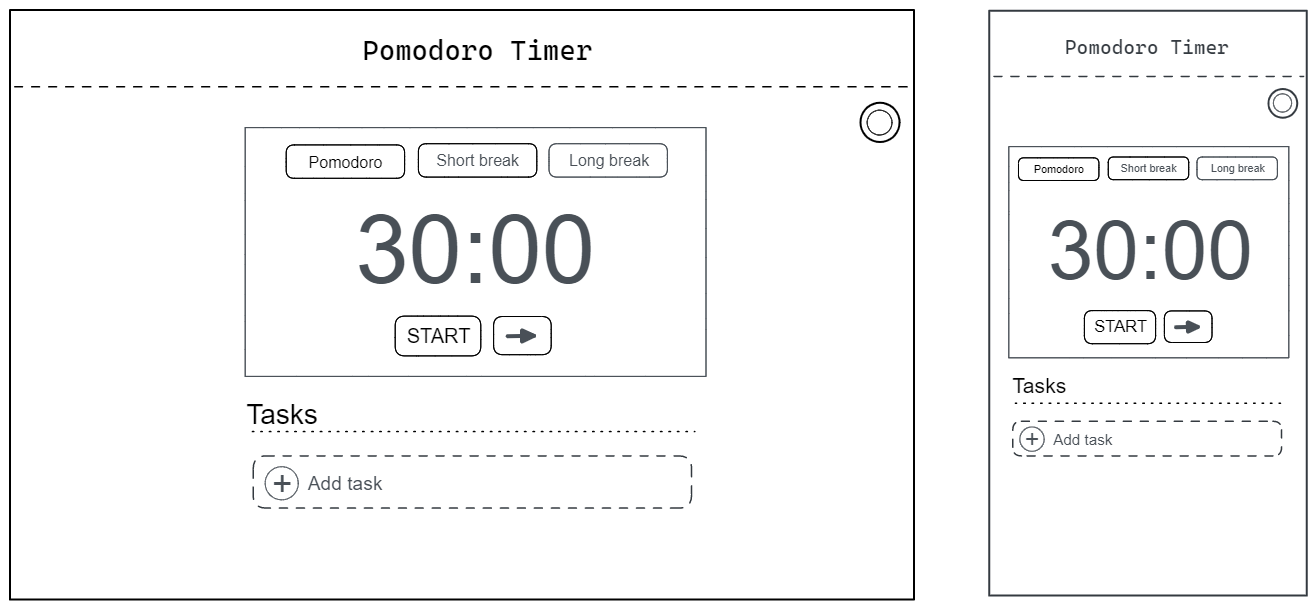 Pomodoro Timer
Pomodoro
Short break
Long break
30:00
START
Tasks
Add task
Pomodoro Timer
Pomodoro
Short break
Long break
30:00
START
Tasks
Add task